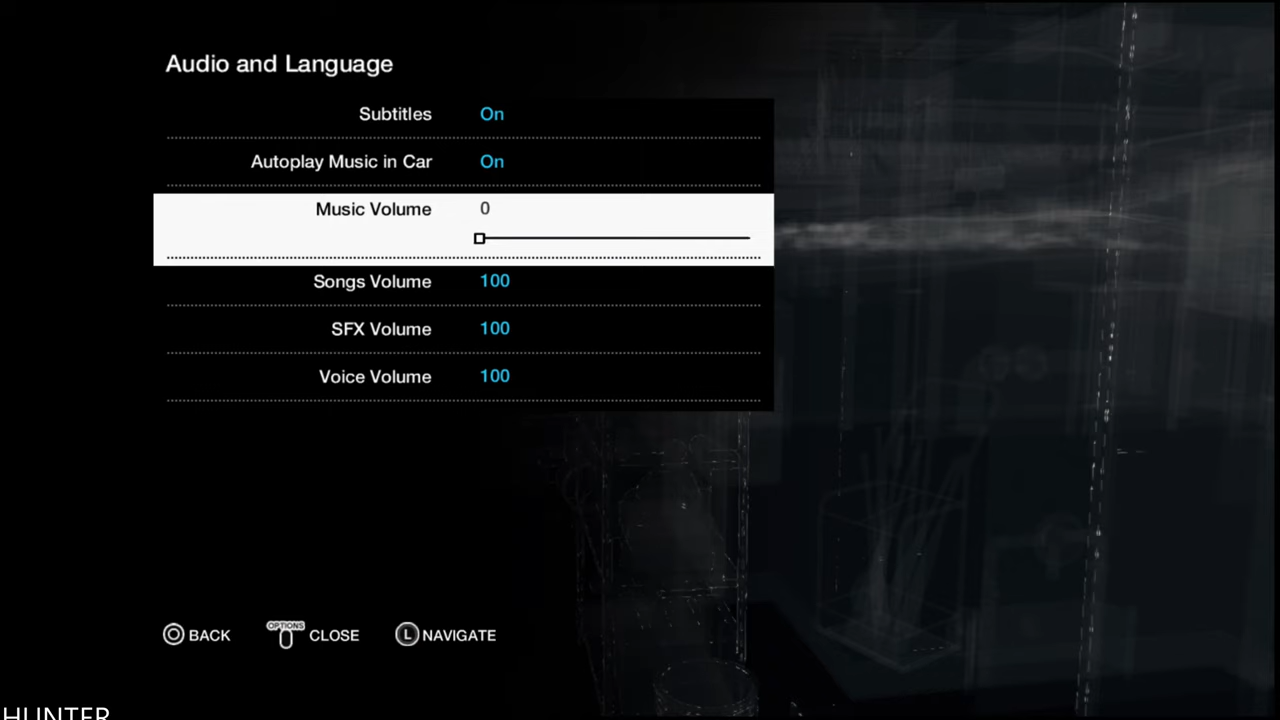 Audio and Language
Subtitles On
Autoplay Music in Car On
Music Volume 0
Songs Volume 100
SFX Volume 100
Voice Volume 100
BACK OPTIONS CLOSE L NAVIGATE
HUNTER